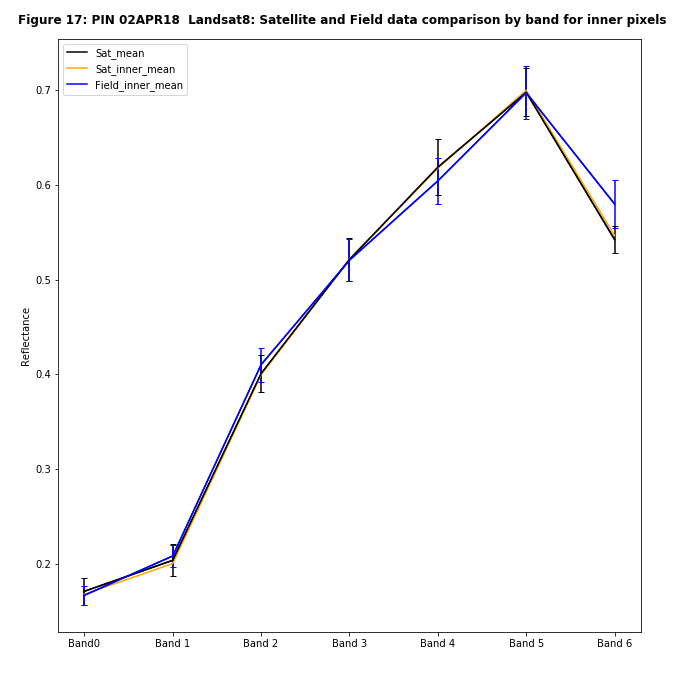 Figure 17: PIN 02APR18  Landsat8: Satellite and Field data comparison by band for inner pixels
Sat_mean
Sat_inner_mean
Field_inner_mean
Reflectance
0.7
0.6
0.5
0.4
0.3
0.2
Band0 Band 1 Band 2 Band 3 Band 4 Band 5 Band 6